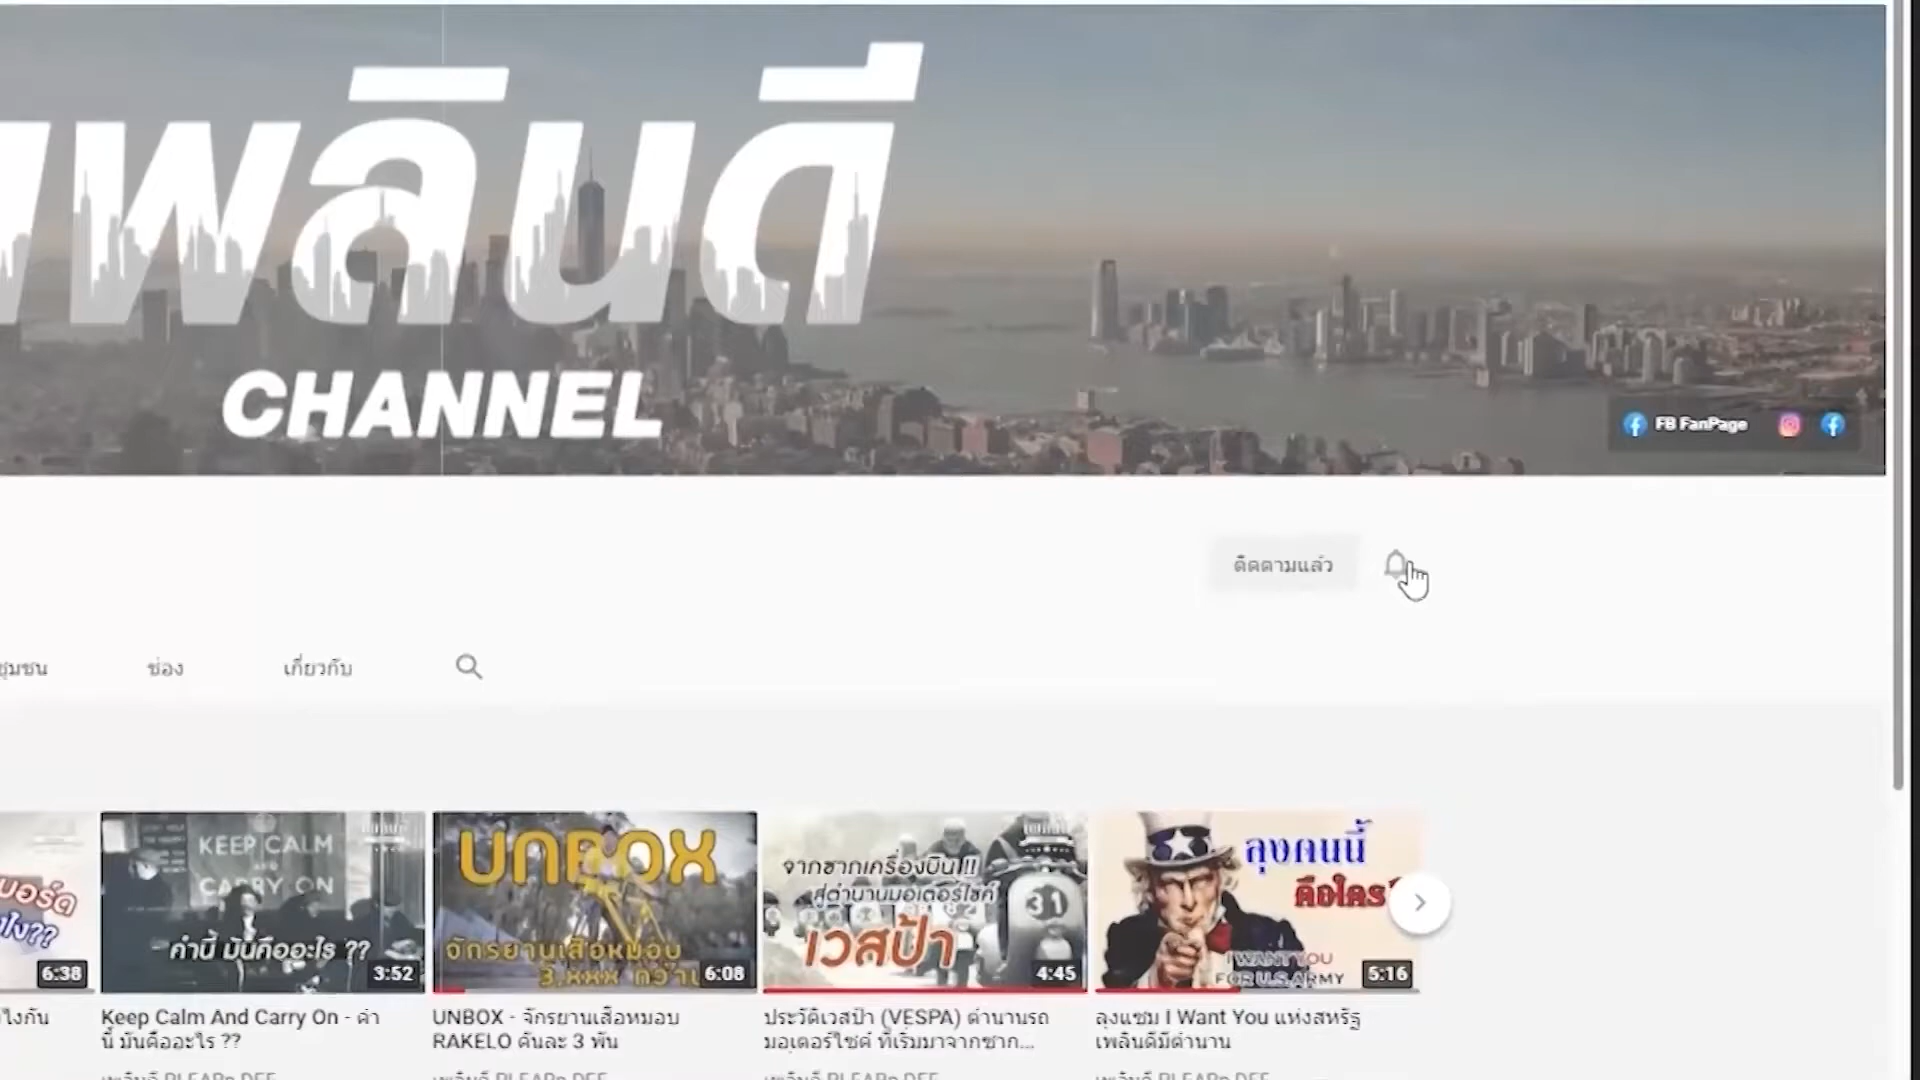 เพลินดี
CHANNEL
FB FanPage
ติดตามแล้ว
ชุมชน
ช่อง
เกี่ยวกับ
6:38
KEEP CALM
AND
CARRY ON
คำนี้ มันคืออะไร ??
3:52
UNBOX
จักรยานเสือหมอบ
3,xxx กว่า
6:08
จากซากเครื่องบิน!!
สู่ตำนานมอเตอร์ไซค์
เวสป้า
31
4:45
ลุงคนนี้
คือใคร
I WANT YOU
FOR U.S. ARMY
5:16
Keep Calm And Carry On - คำ
นี้ มันคืออะไร ??
UNBOX - จักรยานเสือหมอบ
RAKELO คันละ 3 พัน
ประวัติเวสป้า (VESPA) ตำนานรถ
มอเตอร์ไซค์ ที่เริ่มมาจากซาก...
ลุงแซม I Want You แห่งสหรัฐ
เพลินดีมีตำนาน